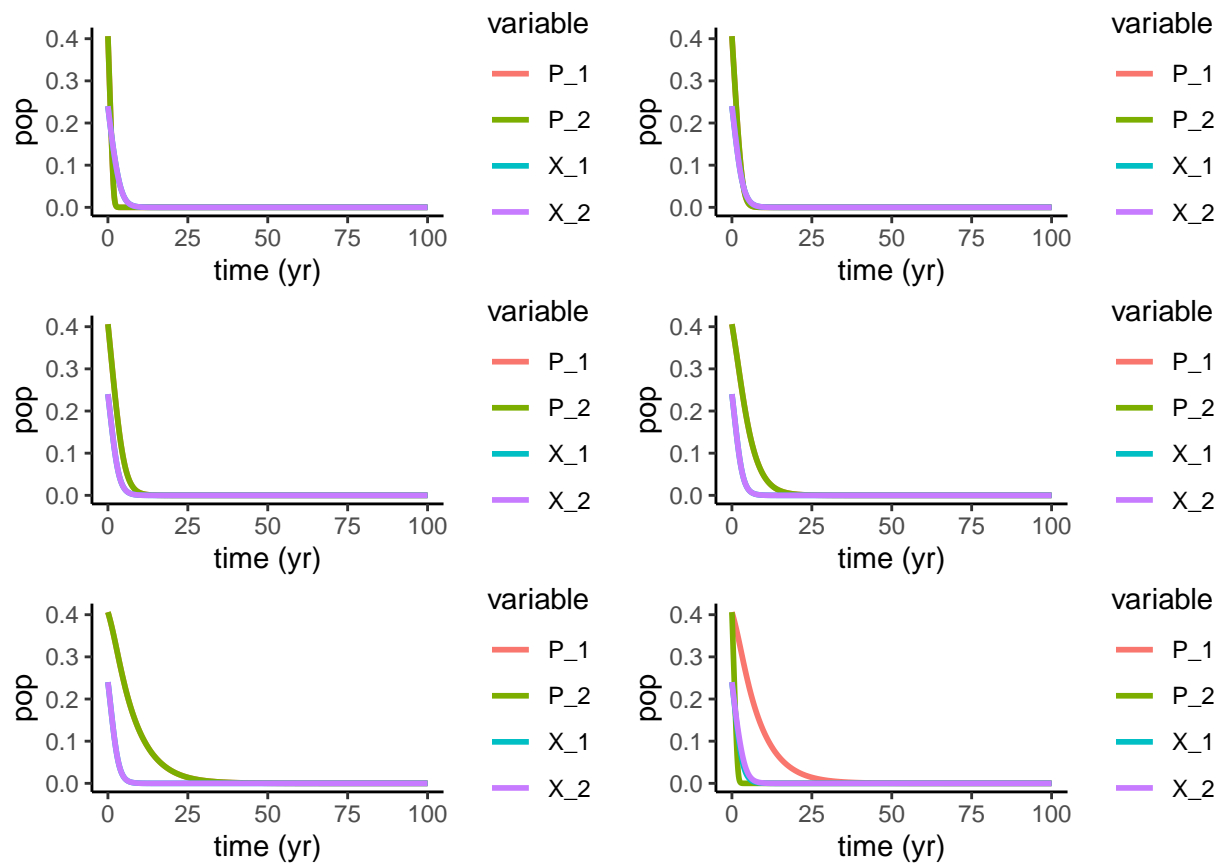 variable
0.4
0.3
0.2
0.1
0.0
pop
0 25 50 75 100
time (yr)
P_1
P_2
X_1
X_2
variable
0.4
0.3
0.2
0.1
0.0
pop
0 25 50 75 100
time (yr)
P_1
P_2
X_1
X_2
variable
0.4
0.3
0.2
0.1
0.0
pop
0 25 50 75 100
time (yr)
P_1
P_2
X_1
X_2
variable
0.4
0.3
0.2
0.1
0.0
pop
0 25 50 75 100
time (yr)
P_1
P_2
X_1
X_2
variable
0.4
0.3
0.2
0.1
0.0
pop
0 25 50 75 100
time (yr)
P_1
P_2
X_1
X_2
variable
0.4
0.3
0.2
0.1
0.0
pop
0 25 50 75 100
time (yr)
P_1
P_2
X_1
X_2